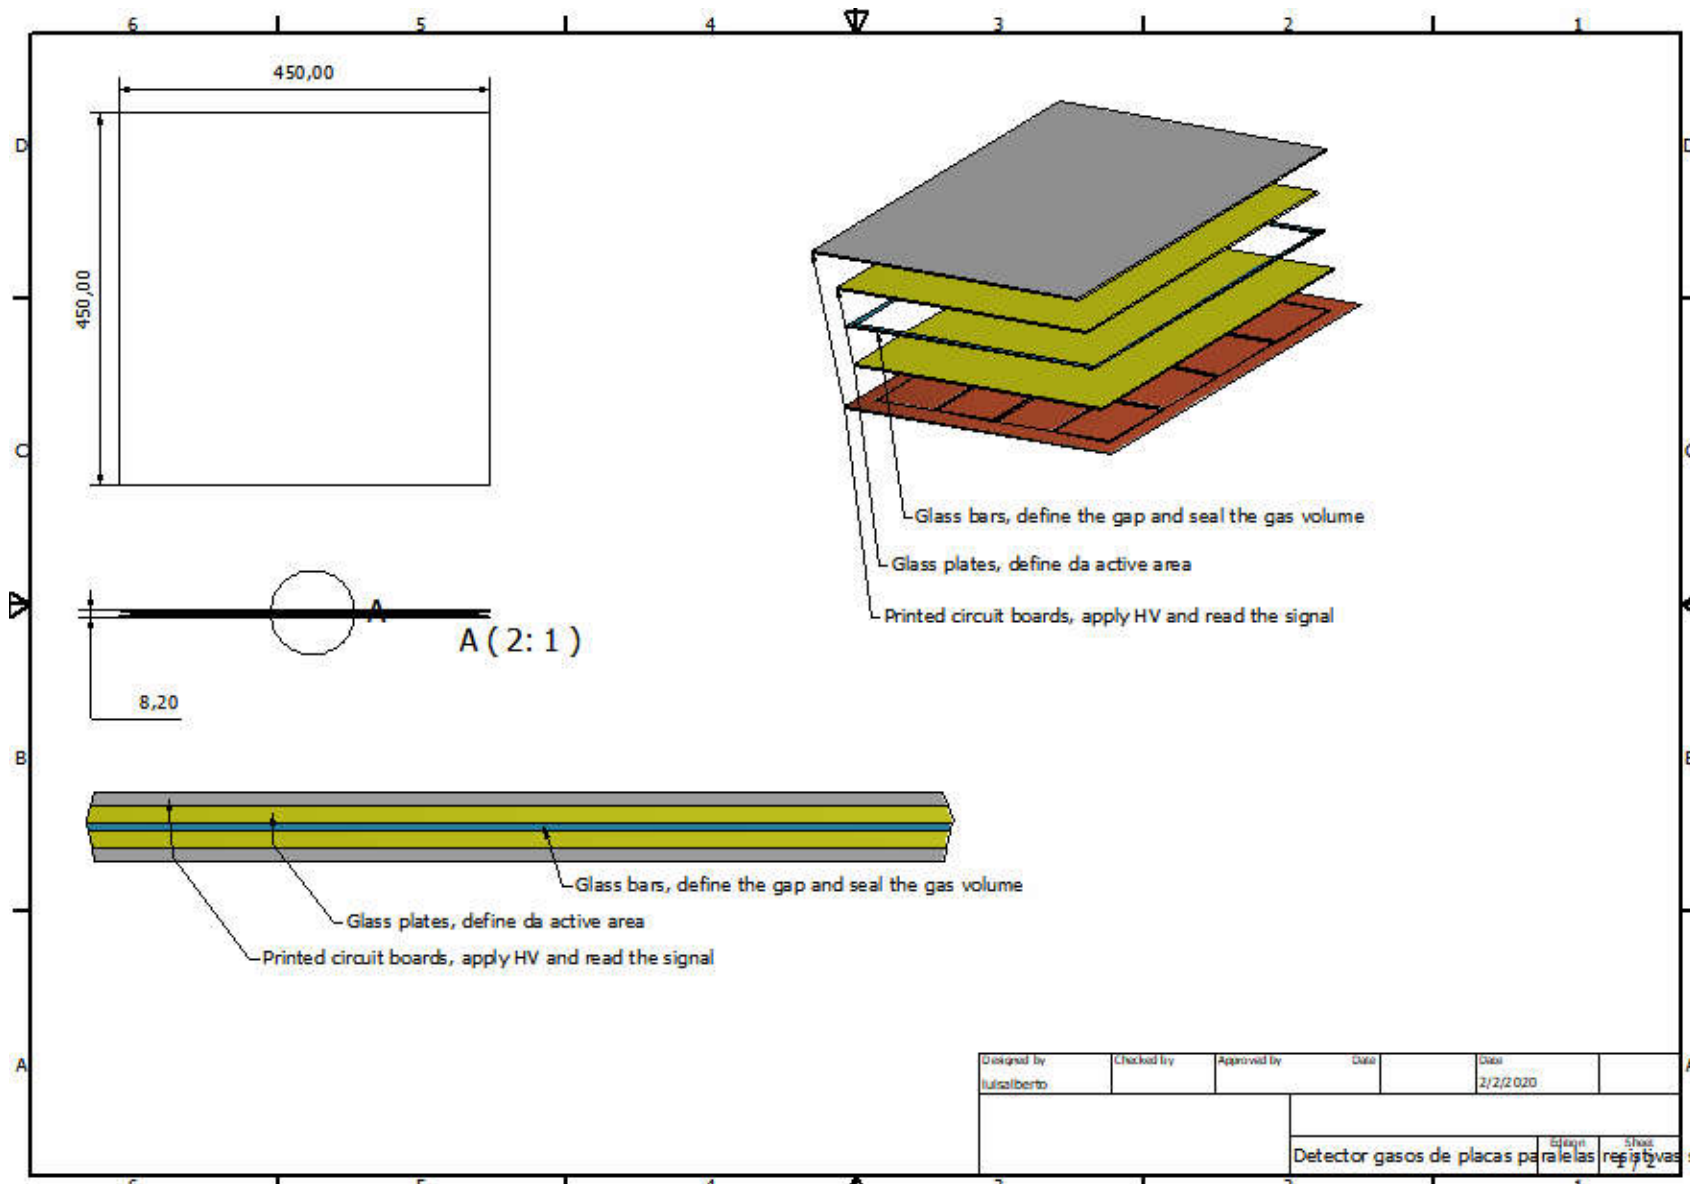 6 5 4 3 2 1
450,00
D
450,00
C C
Glass bars, define the gap and seal the gas volume
Glass plates, define da active area
Printed circuit boards, apply HV and read the signal
A
A ( 2: 1 )
8,20
B
Glass bars, define the gap and seal the gas volume
Glass plates, define da active area
Printed circuit boards, apply HV and read the signal
A
Designed by Checked by Approved by Date Date
luisalberto 2/2/2020
Edition Sheet
Detector gasos de placas paralelas resistivas 1 / 2